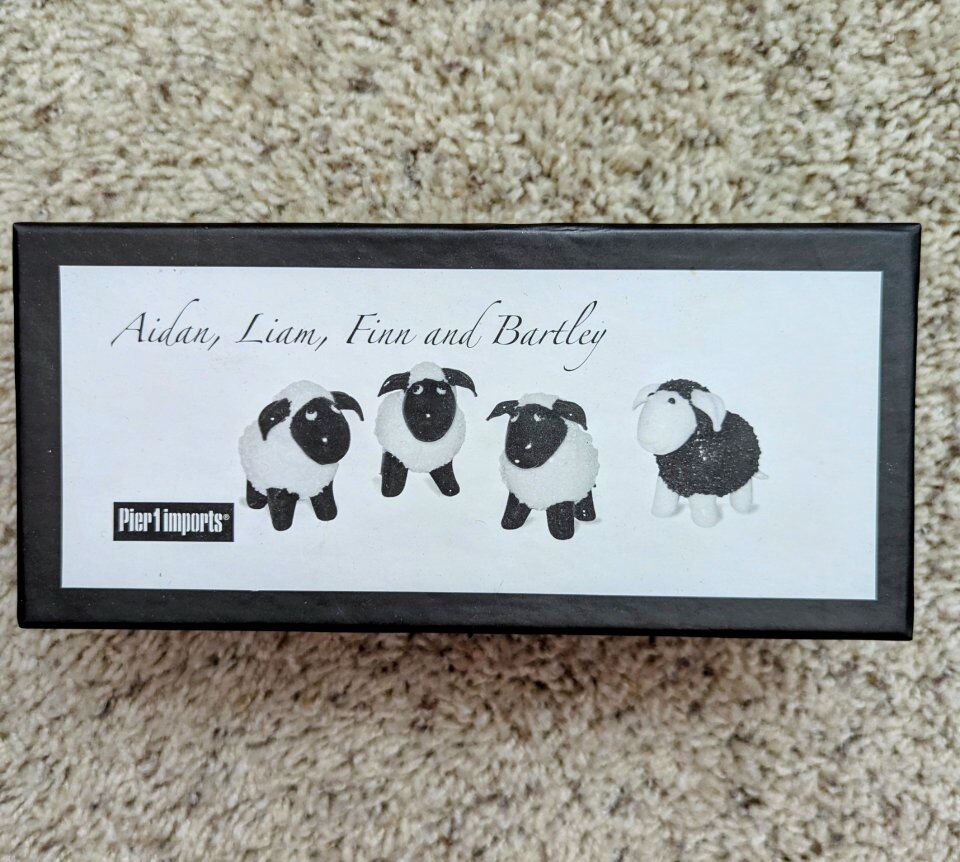 Aidan, Liam, Finn and Bartley
Pier1 imports®